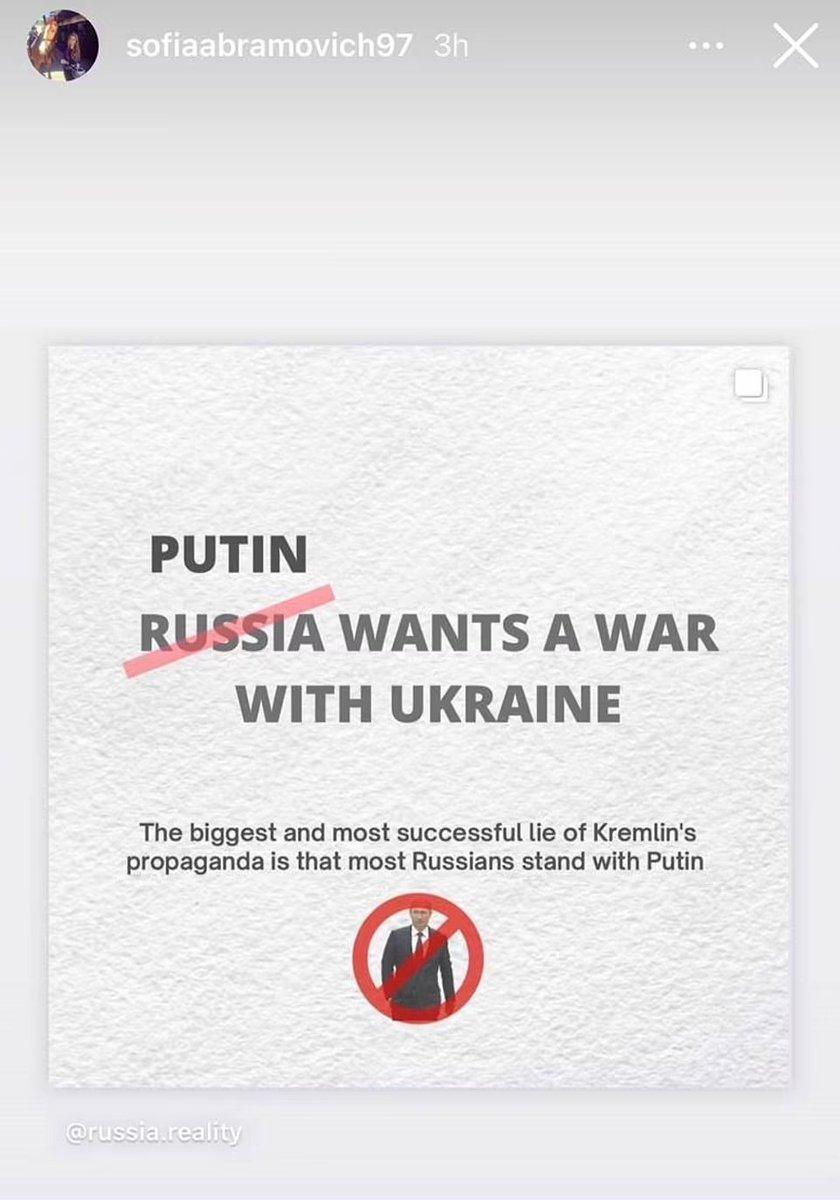 sofiaabramovich97 3h
PUTIN
RUSSIA WANTS A WAR
WITH UKRAINE
The biggest and most successful lie of Kremlin's
propaganda is that most Russians stand with Putin
@russia.reality